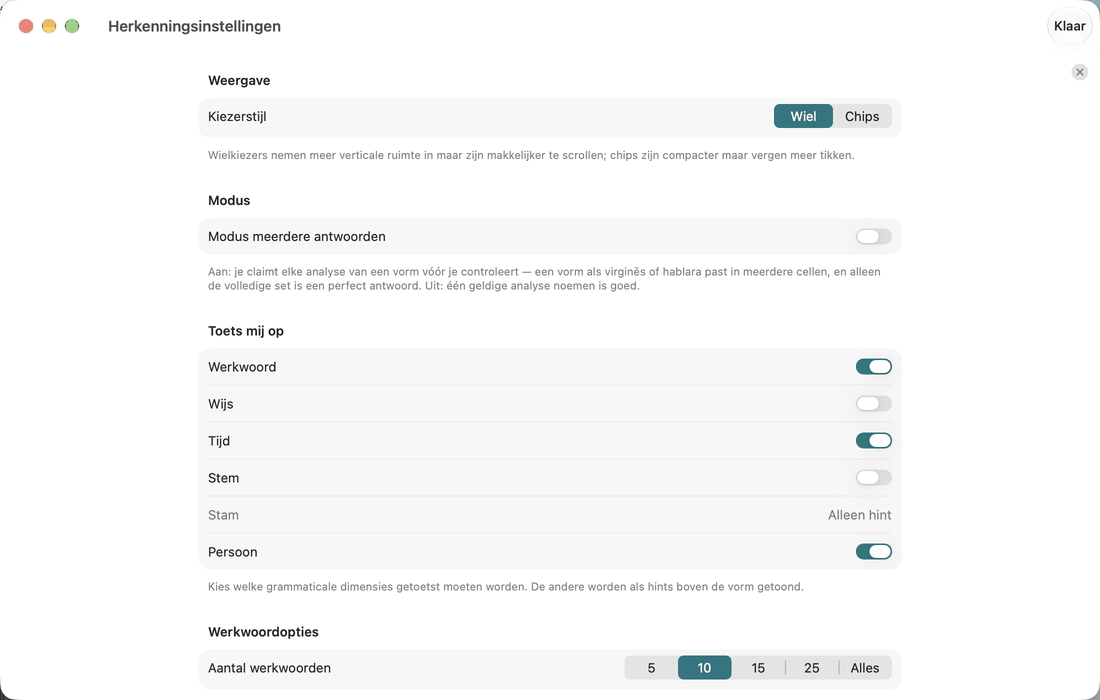 Herkenningsinstellingen
Klaar
Weergave
Kiezerstijl
Wiel
Chips
Wielkiezers nemen meer verticale ruimte in maar zijn makkelijker te scrollen; chips zijn compacter maar vergen meer tikken.
Modus
Modus meerdere antwoorden
Aan: je claimt elke analyse van een vorm vóór je controleert — een vorm als virginēs of hablara past in meerdere cellen, en alleen
de volledige set is een perfect antwoord. Uit: één geldige analyse noemen is goed.
Toets mij op
Werkwoord
Wijs
Tijd
Stem
Stam
Alleen hint
Persoon
Kies welke grammaticale dimensies getoetst moeten worden. De andere worden als hints boven de vorm getoond.
Werkwoordopties
Aantal werkwoorden
5
10
15
25
Alles